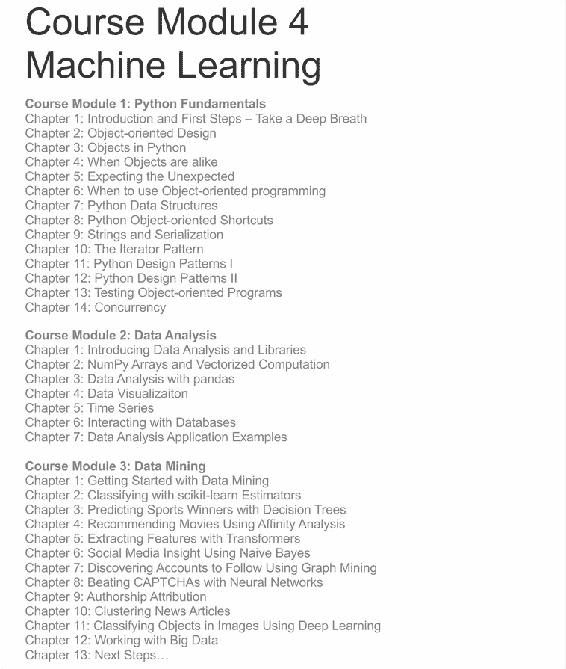 Course Module 4
Machine Learning
Course Module 1: Python Fundamentals
Chapter 1: Introduction and First Steps – Take a Deep Breath
Chapter 2: Object-oriented Design
Chapter 3: Objects in Python
Chapter 4: When Objects are alike
Chapter 5: Expecting the Unexpected
Chapter 6: When to use Object-oriented programming
Chapter 7: Python Data Structures
Chapter 8: Python Object-oriented Shortcuts
Chapter 9: Strings and Serialization
Chapter 10: The Iterator Pattern
Chapter 11: Python Design Patterns I
Chapter 12: Python Design Patterns II
Chapter 13: Testing Object-oriented Programs
Chapter 14: Concurrency
Course Module 2: Data Analysis
Chapter 1: Introducing Data Analysis and Libraries
Chapter 2: NumPy Arrays and Vectorized Computation
Chapter 3: Data Analysis with pandas
Chapter 4: Data Visualizaiton
Chapter 5: Time Series
Chapter 6: Interacting with Databases
Chapter 7: Data Analysis Application Examples
Course Module 3: Data Mining
Chapter 1: Getting Started with Data Mining
Chapter 2: Classifying with scikit-learn Estimators
Chapter 3: Predicting Sports Winners with Decision Trees
Chapter 4: Recommending Movies Using Affinity Analysis
Chapter 5: Extracting Features with Transformers
Chapter 6: Social Media Insight Using Naive Bayes
Chapter 7: Discovering Accounts to Follow Using Graph Mining
Chapter 8: Beating CAPTCHAs with Neural Networks
Chapter 9: Authorship Attribution
Chapter 10: Clustering News Articles
Chapter 11: Classifying Objects in Images Using Deep Learning
Chapter 12: Working with Big Data
Chapter 13: Next Steps…